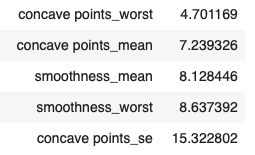 concave points_worst 4.701169
concave points_mean 7.239326
smoothness_mean 8.128446
smoothness_worst 8.637392
concave points_se 15.322802